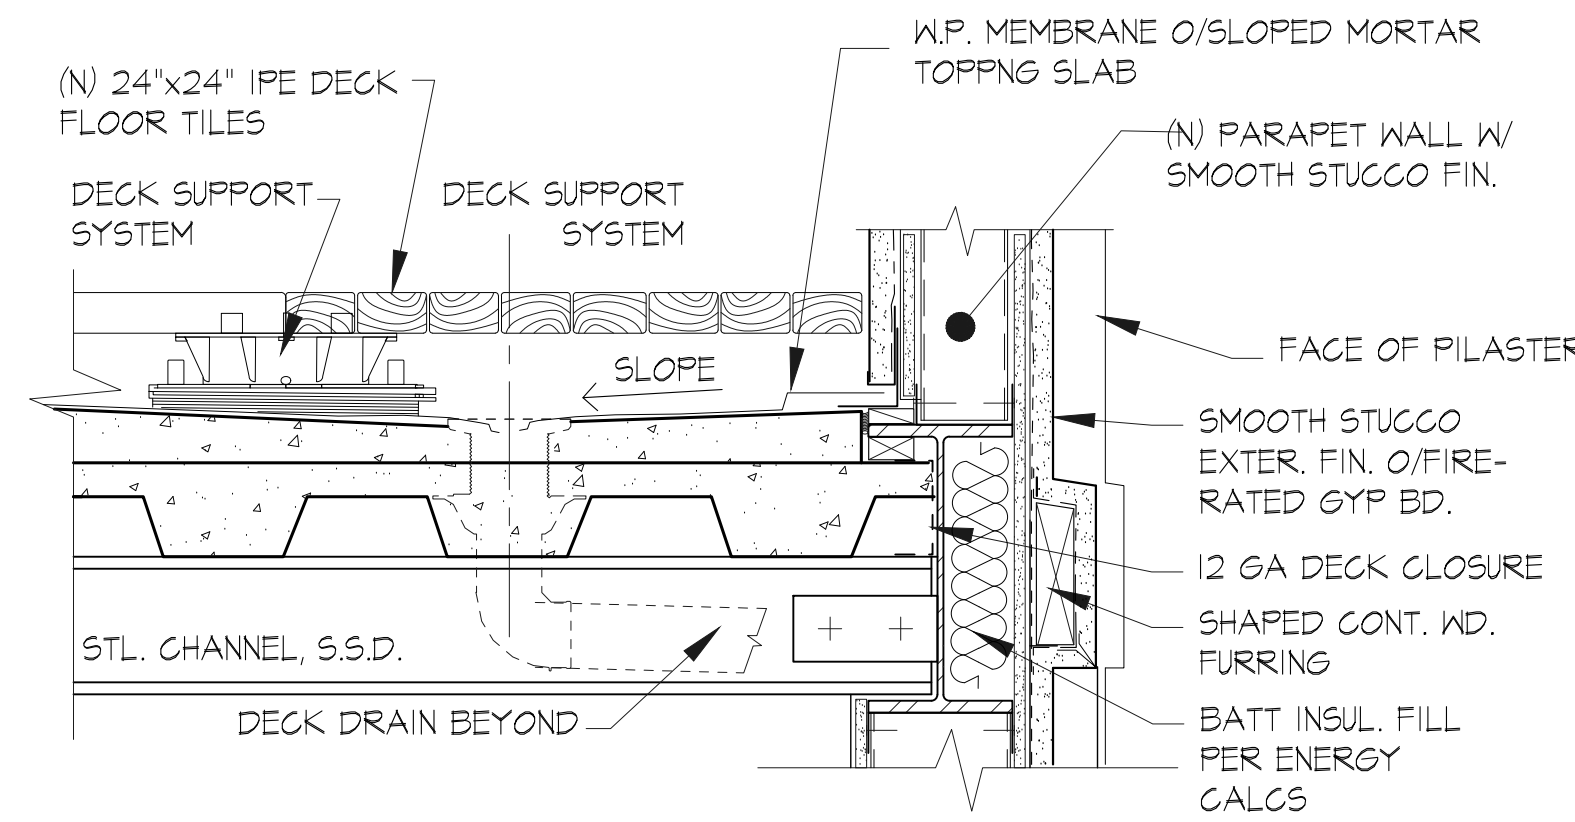 W.P. MEMBRANE O/SLOPED MORTAR
TOPPNG SLAB
(N) 24"x24" IPE DECK
FLOOR TILES
(N) PARAPET WALL W/
SMOOTH STUCCO FIN.
DECK SUPPORT
SYSTEM
DECK SUPPORT
SYSTEM
SLOPE
FACE OF PILASTER
SMOOTH STUCCO
EXTER. FIN. O/FIRE-
RATED GYP BD.
12 GA DECK CLOSURE
SHAPED CONT. WD.
FURRING
STL. CHANNEL, S.S.D.
DECK DRAIN BEYOND
BATT INSUL. FILL
PER ENERGY
CALCS